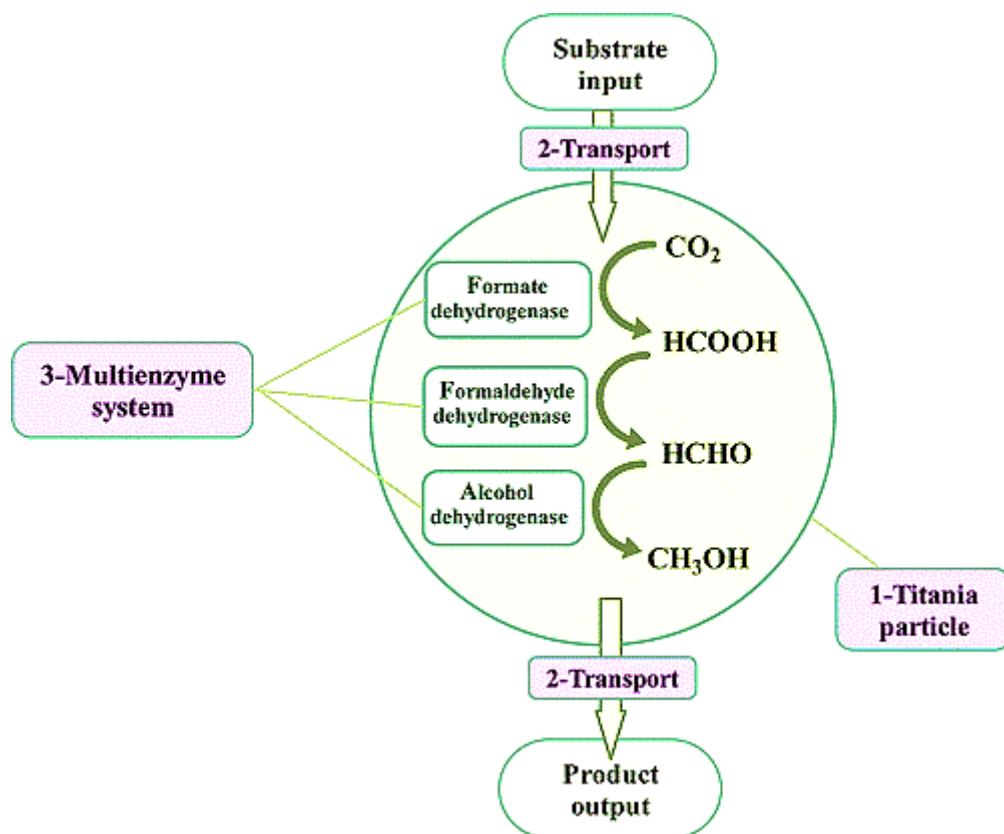 Substrate
input
2-Transport
CO₂
Formate
dehydrogenase
HCOOH
3-Multienzyme
system
Formaldehyde
dehydrogenase
HCHO
Alcohol
dehydrogenase
CH₃OH
1-Titania
particle
2-Transport
Product
output